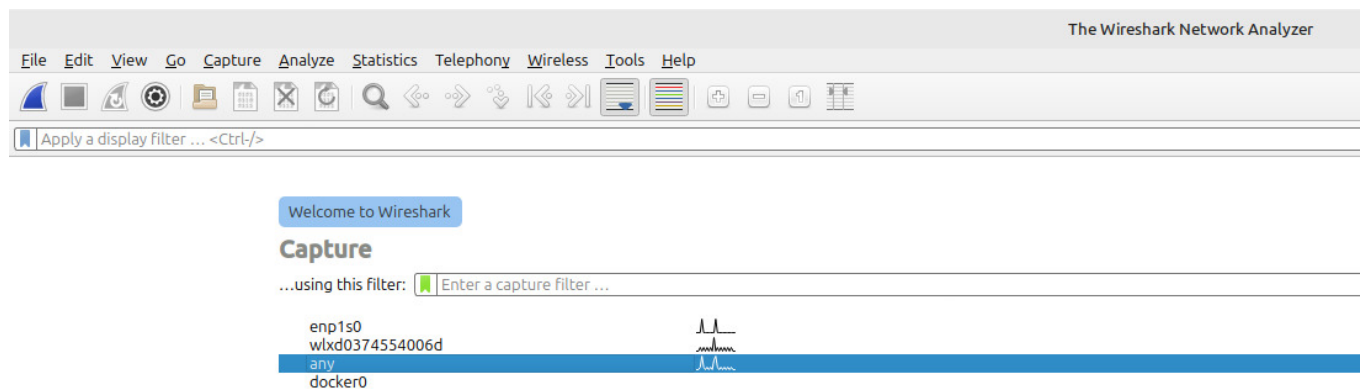 The Wireshark Network Analyzer
File Edit View Go Capture Analyze Statistics Telephony Wireless Tools Help
1
Apply a display filter … <Ctrl-/>
Welcome to Wireshark
Capture
…using this filter: Enter a capture filter …
enp1s0
wlxd0374554006d
any
docker0